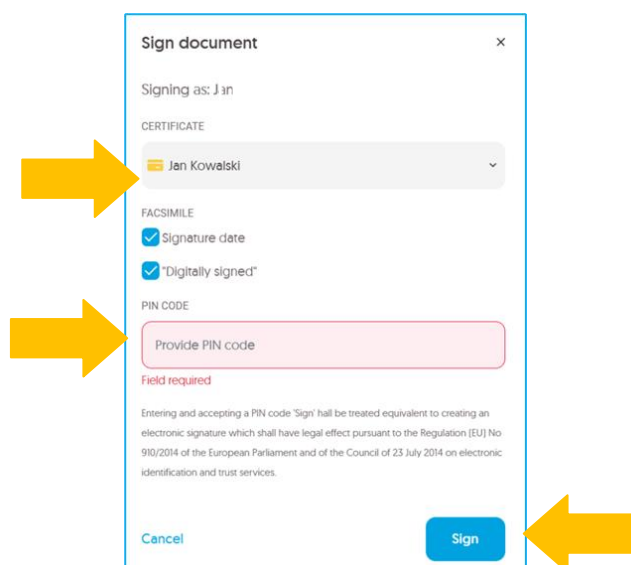 Sign document
Signing as: Jan
CERTIFICATE
Jan Kowalski
FACSIMILE
Signature date
"Digitally signed"
PIN CODE
Provide PIN code
Field required
Entering and accepting a PIN code 'Sign' hall be treated equivalent to creating an
electronic signature which shall have legal effect pursuant to the Regulation (EU) No
910/2014 of the European Parliament and of the Council of 23 July 2014 on electronic
identification and trust services.
Cancel
Sign